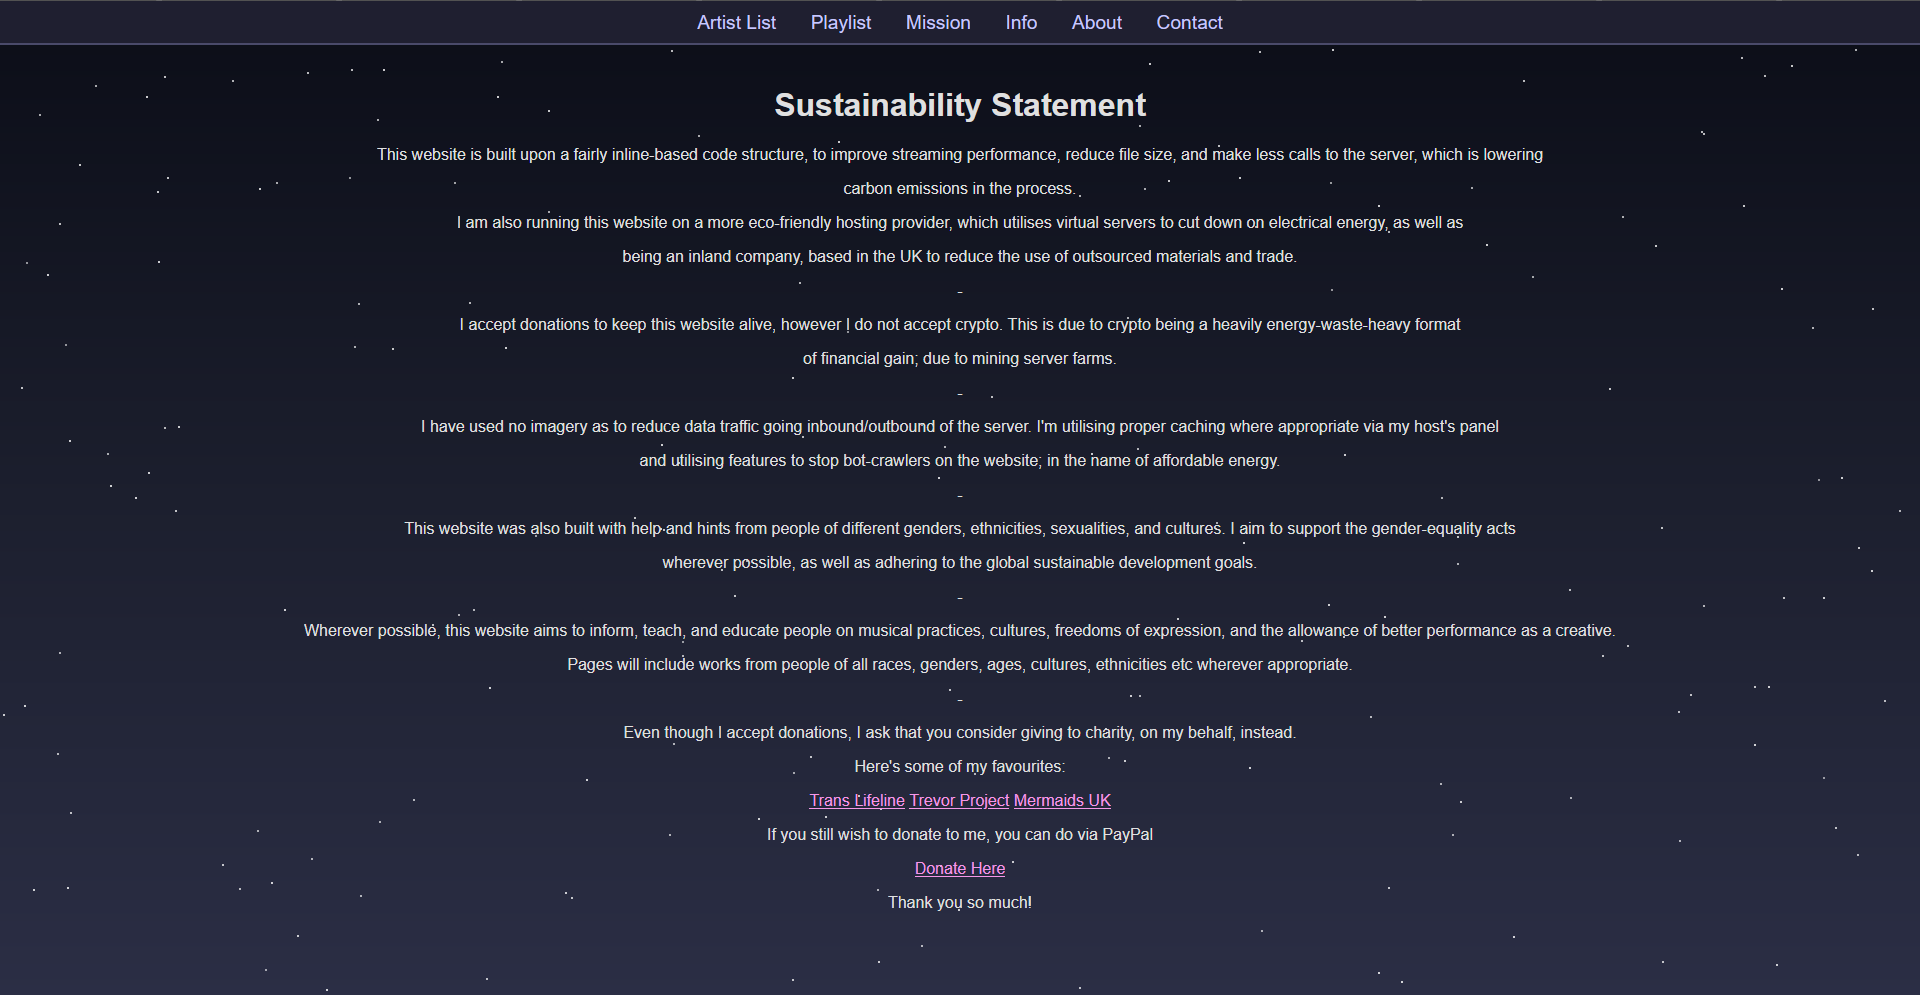 Artist List Playlist Mission Info About Contact
Sustainability Statement
This website is built upon a fairly inline-based code structure, to improve streaming performance, reduce file size, and make less calls to the server, which is lowering
carbon emissions in the process.
I am also running this website on a more eco-friendly hosting provider, which utilises virtual servers to cut down on electrical energy, as well as
being an inland company, based in the UK to reduce the use of outsourced materials and trade.
-
I accept donations to keep this website alive, however I do not accept crypto. This is due to crypto being a heavily energy-waste-heavy format
of financial gain; due to mining server farms.
-
I have used no imagery as to reduce data traffic going inbound/outbound of the server. I'm utilising proper caching where appropriate via my host's panel
and utilising features to stop bot-crawlers on the website; in the name of affordable energy.
-
This website was also built with help and hints from people of different genders, ethnicities, sexualities, and cultures. I aim to support the gender-equality acts
wherever possible, as well as adhering to the global sustainable development goals.
-
Wherever possible, this website aims to inform, teach, and educate people on musical practices, cultures, freedoms of expression, and the allowance of better performance as a creative.
Pages will include works from people of all races, genders, ages, cultures, ethnicities etc wherever appropriate.
-
Even though I accept donations, I ask that you consider giving to charity, on my behalf, instead.
Here's some of my favourites:
Trans Lifeline Trevor Project Mermaids UK
If you still wish to donate to me, you can do via PayPal
Donate Here
Thank you so much!